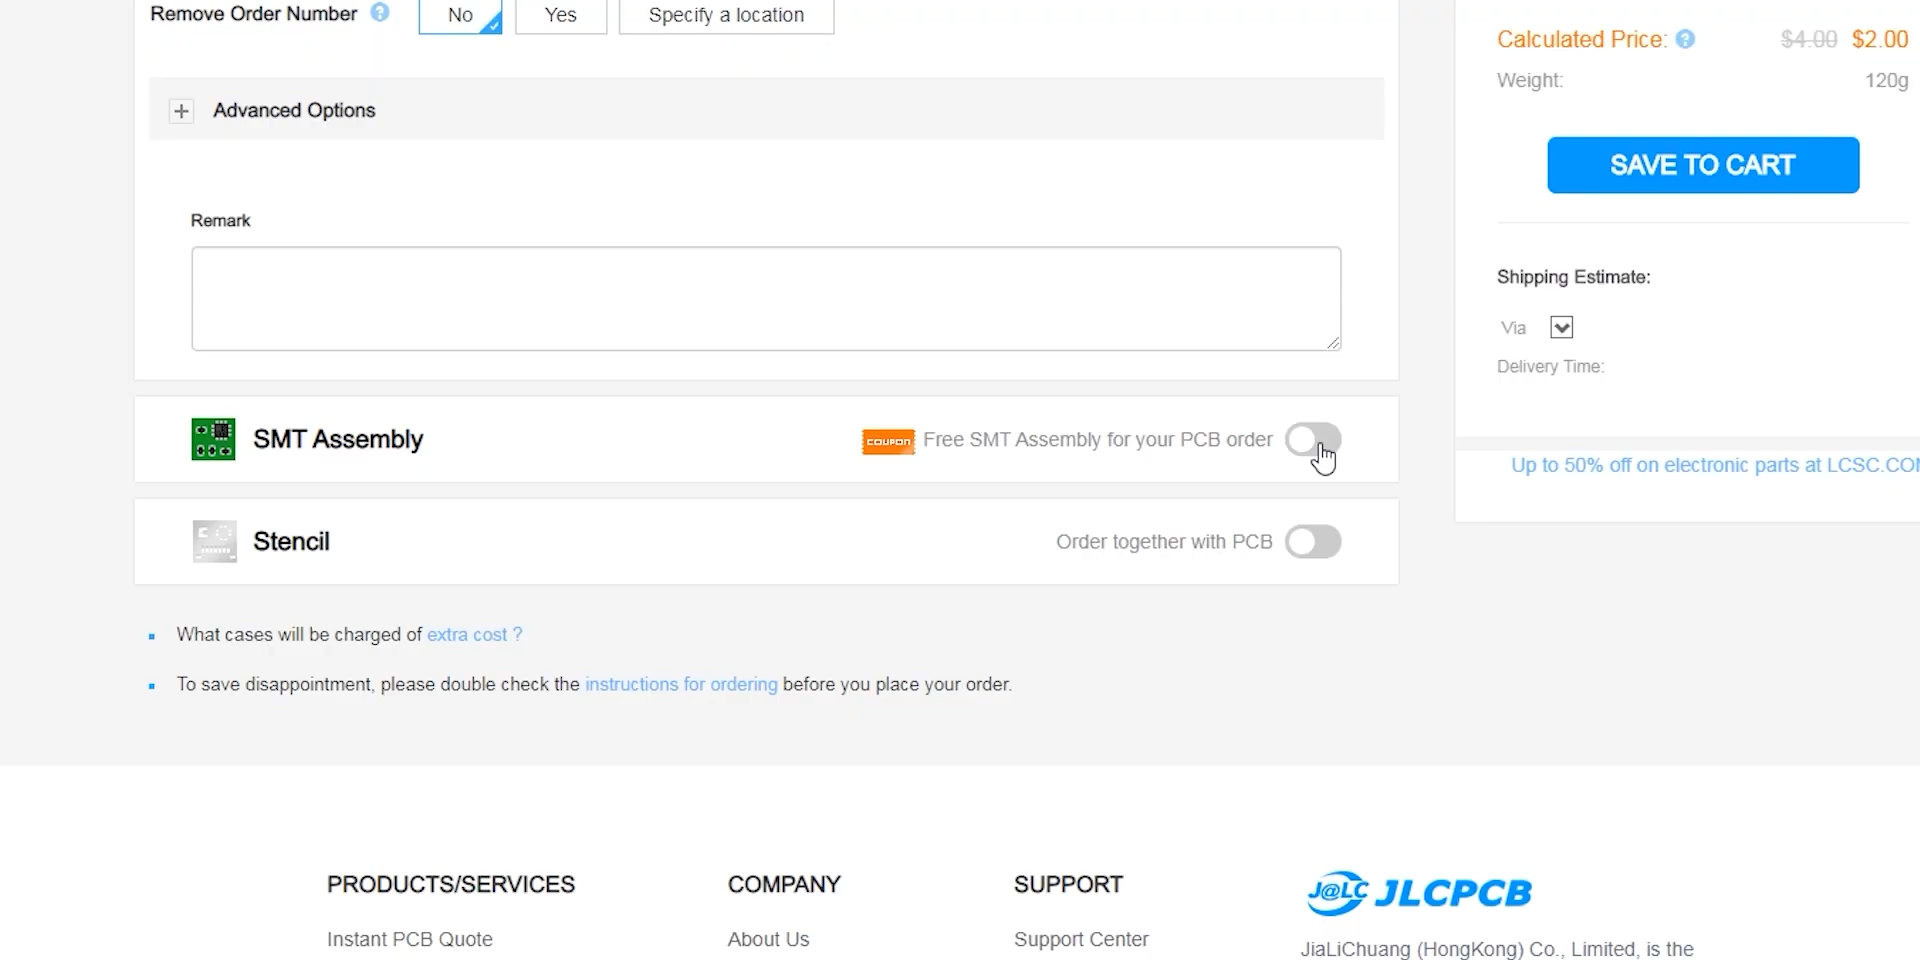 Remove Order Number ? No Yes Specify a location
Calculated Price: ? $4.00 $2.00
Weight: 120g
+ Advanced Options
SAVE TO CART
Remark
Shipping Estimate:
Via
Delivery Time:
SMT Assembly
COUPON Free SMT Assembly for your PCB order
Up to 50% off on electronic parts at LCSC.CO
Stencil
Order together with PCB
What cases will be charged of extra cost ?
To save disappointment, please double check the instructions for ordering before you place your order.
PRODUCTS/SERVICES
Instant PCB Quote
COMPANY
About Us
SUPPORT
Support Center
J@LC JLCPCB
JiaLiChuang (HongKong) Co., Limited, is the